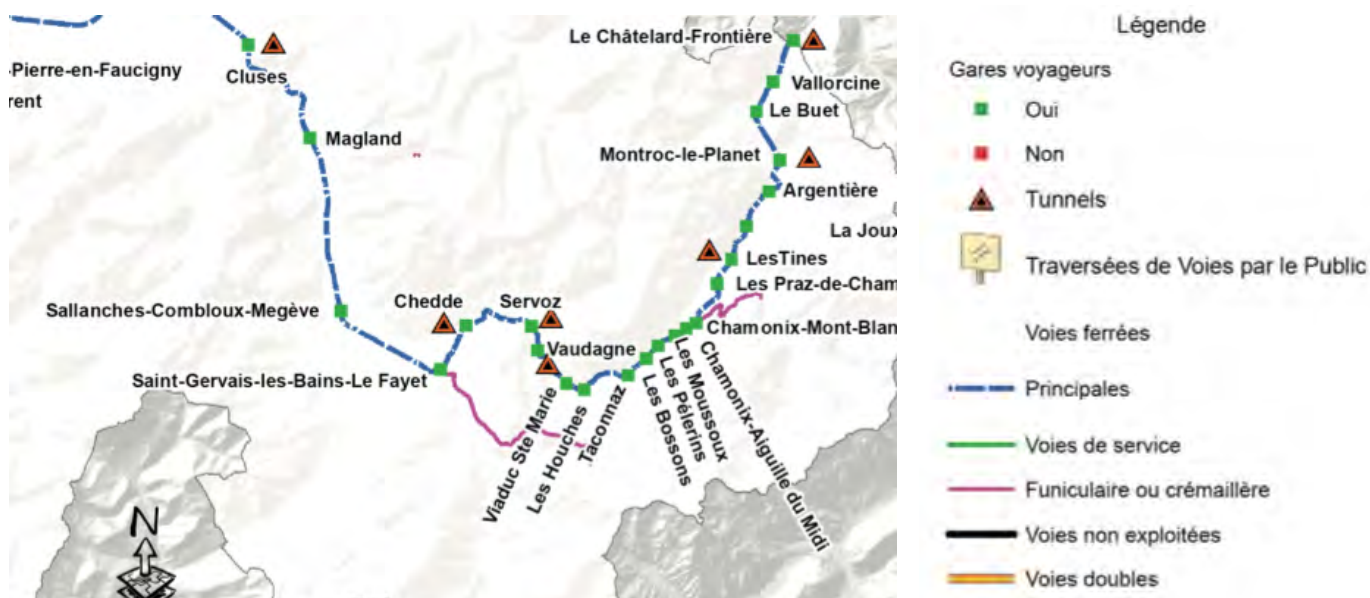 Le Châtelard-Frontière
-Pierre-en-Faucigny
Cluses
rent
Vallorcine
Le Buet
Magland
Montroc-le-Planet
Argentière
La Joux
LesTines
Les Praz-de-Cham
Sallanches-Combloux-Megève
Chedde
Servoz
Chamonix-Mont-Blan
Vaudagne
Saint-Gervais-les-Bains-Le Fayet
Viaduc Ste Marie
Les Houches
Taconnaz
Les Bossons
Les Pélerins
Les Moussoux
Chamonix-Aiguille du Midi
N
Légende
Gares voyageurs
Oui
Non
Tunnels
Traversées de Voies par le Public
Voies ferrées
Principales
Voies de service
Funiculaire ou crémaillère
Voies non exploitées
Voies doubles